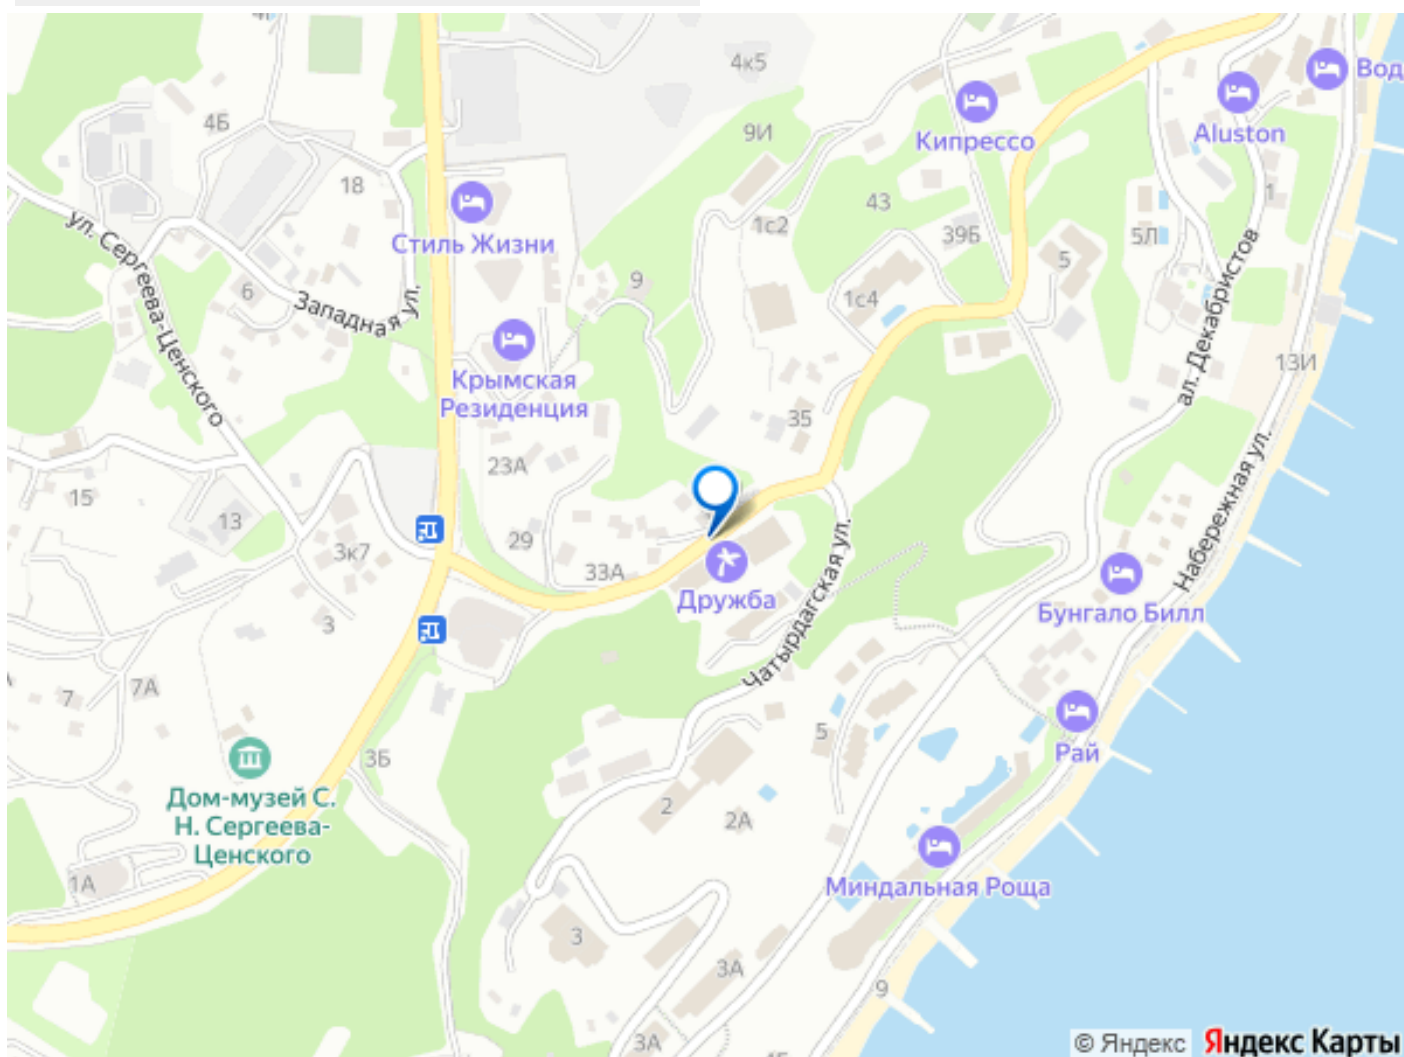 4к5
Вод
4Б
9И
Кипрессо
Aluston
18
ул. Сергеева-Ценского
Стиль Жизни
1с2
43
39Б
5Л
1
6
Западная ул.
9
1с4
5
ал. Декабристов
13И
Крымская
Резиденция
35
23А
15
13
Набережная ул.
3к7
29
33А
Дружба
Чатырдагская ул.
Бунгало Билл
3
7
7А
3Б
5
Рай
Дом-музей С.
Н. Сергеева-
Ценского
2
2А
1А
Миндальная Роща
3
3А
9
3А
© Яндекс
Яндекс Карты